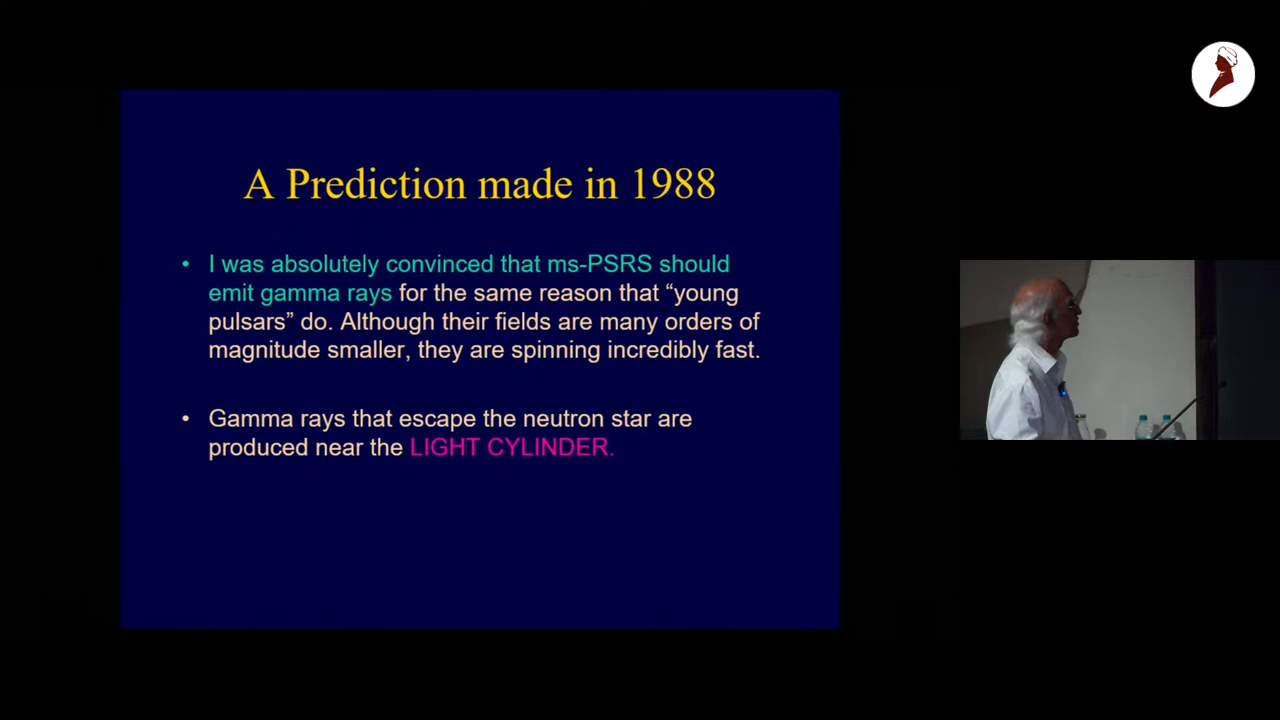 A Prediction made in 1988
• I was absolutely convinced that ms-PSRS should
emit gamma rays for the same reason that “young
pulsars” do. Although their fields are many orders of
magnitude smaller, they are spinning incredibly fast.
• Gamma rays that escape the neutron star are
produced near the LIGHT CYLINDER.